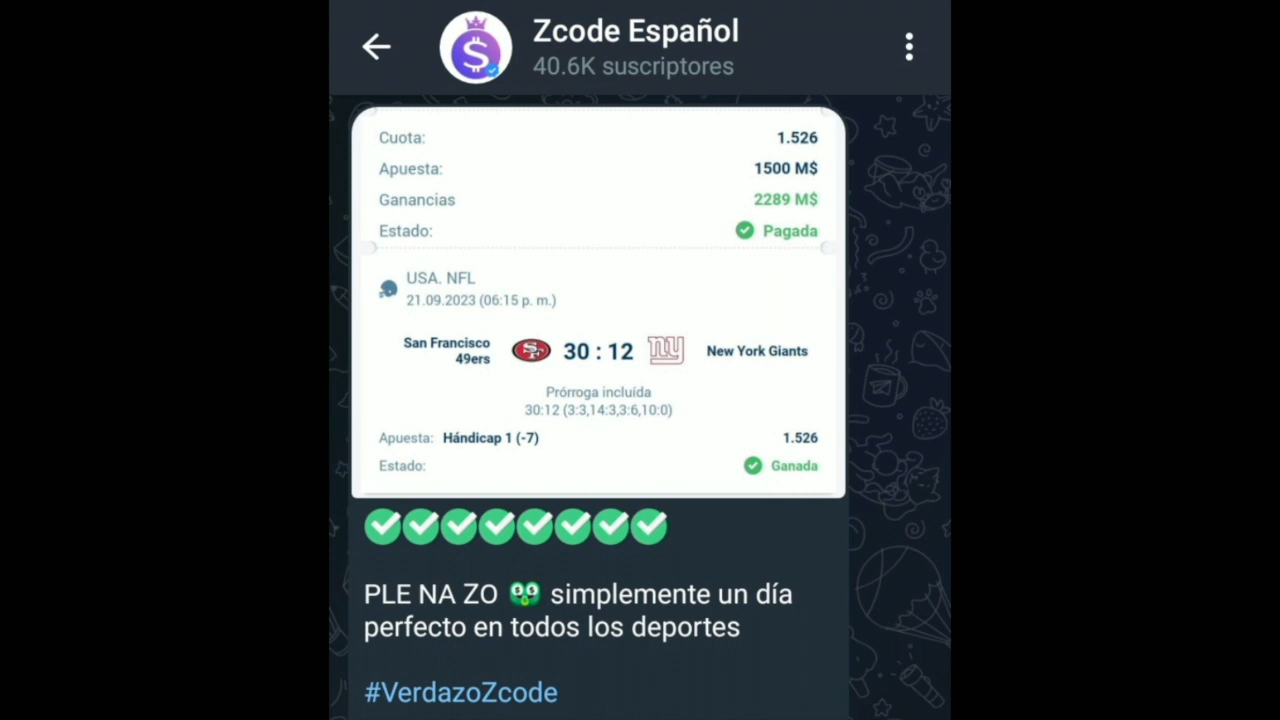 Zcode Español
40.6K suscriptores
Cuota: 1.526
Apuesta: 1500 M$
Ganancias 2289 M$
Estado: Pagada
USA. NFL
21.09.2023 (06:15 p. m.)
San Francisco
49ers
30 : 12
New York Giants
Prórroga incluída
30:12 (3:3,14:3,3:6,10:0)
Apuesta: Hándicap 1 (-7) 1.526
Estado: Ganada
PLE NA ZO 🤑 simplemente un día
perfecto en todos los deportes
#VerdazoZcode